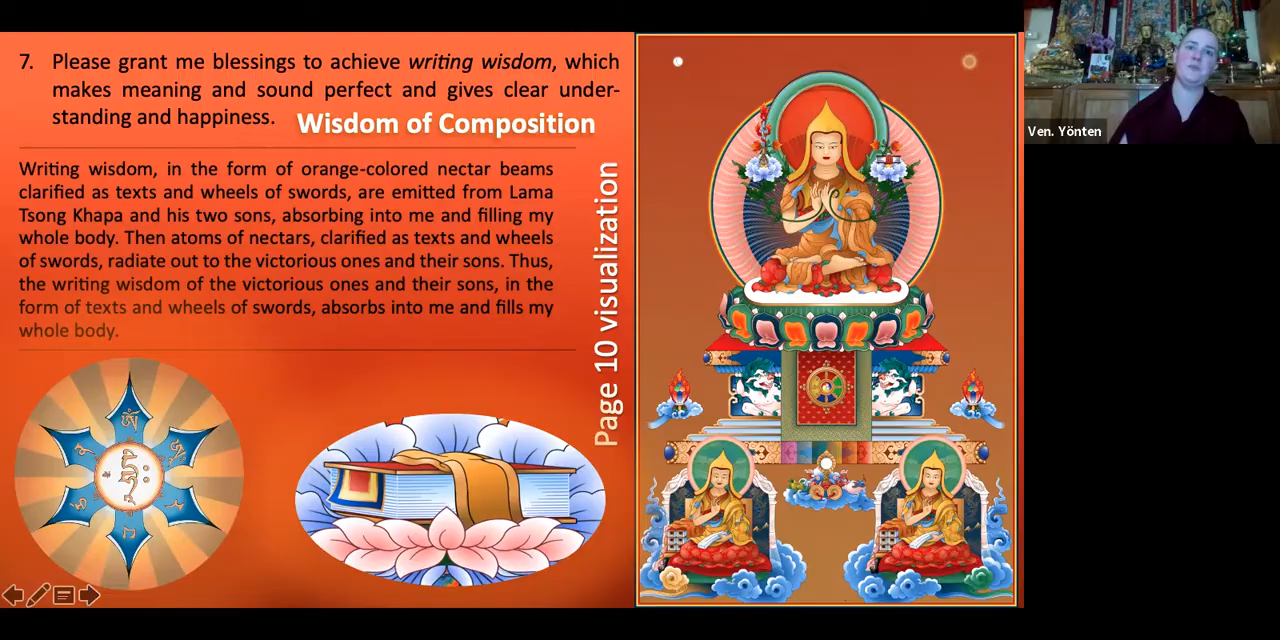 7. Please grant me blessings to achieve writing wisdom, which
makes meaning and sound perfect and gives clear under-
standing and happiness.
Wisdom of Composition
Writing wisdom, in the form of orange-colored nectar beams
clarified as texts and wheels of swords, are emitted from Lama
Tsong Khapa and his two sons, absorbing into me and filling my
whole body. Then atoms of nectars, clarified as texts and wheels
of swords, radiate out to the victorious ones and their sons. Thus,
the writing wisdom of the victorious ones and their sons, in the
form of texts and wheels of swords, absorbs into me and fills my
whole body.
Page 10 visualization
Ven. Yönten